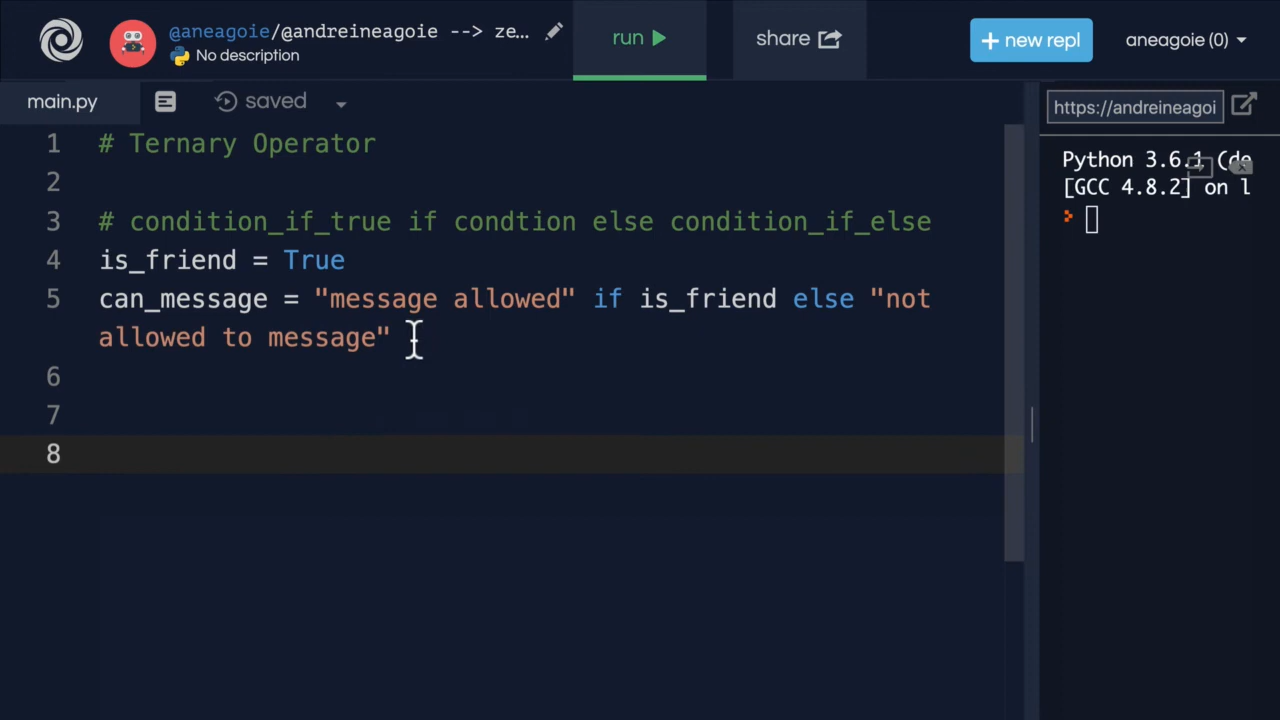 @aneagoie/@andreineagoie --> ze...
No description
run
share
+ new repl
aneagoie (0)
main.py
saved
https://andreineagoi
1 # Ternary Operator
2
3 # condition_if_true if condtion else condition_if_else
4 is_friend = True
5 can_message = "message allowed" if is_friend else "not
allowed to message"
6
7
8
Python 3.6.1 (de
[GCC 4.8.2] on l